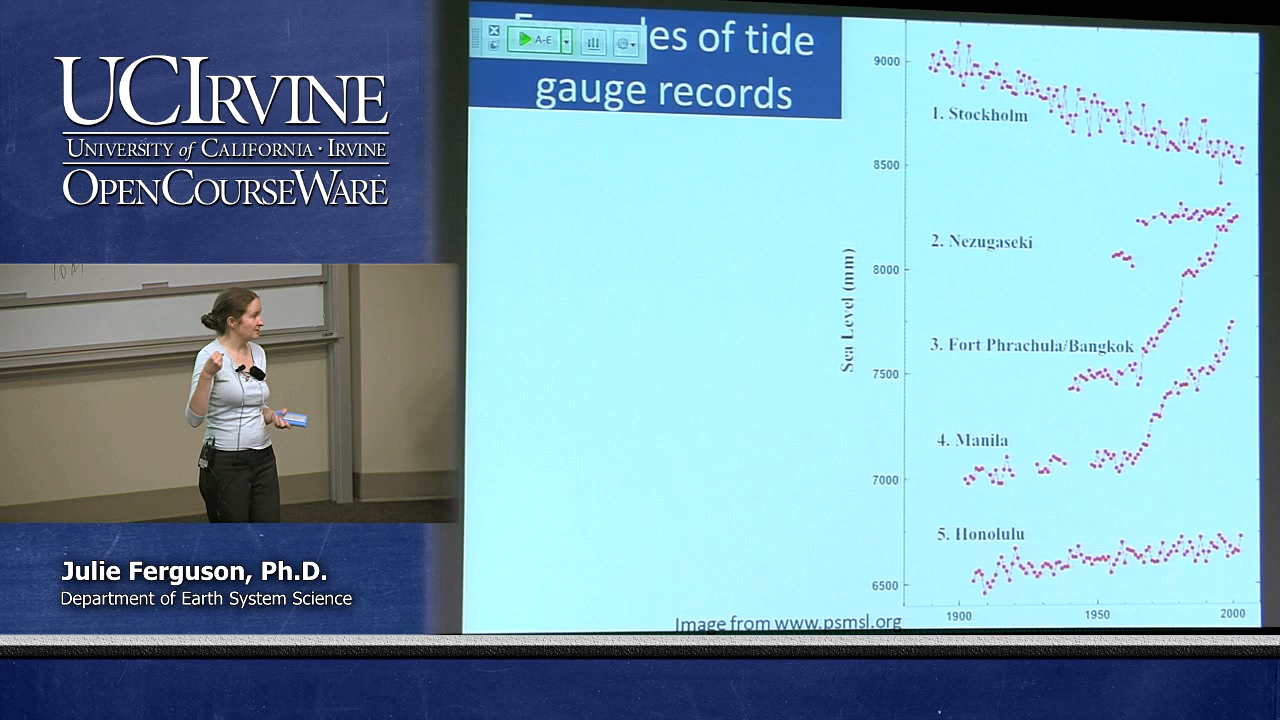 UCIRVINE
UNIVERSITY of CALIFORNIA · IRVINE
OPENCOURSEWARE
Julie Ferguson, Ph.D.
Department of Earth System Science
A-E
les of tide
gauge records
Sea Level (mm)
9000
8500
8000
7500
7000
6500
1. Stockholm
2. Nezugaseki
3. Fort Phrachula/Bangkok
4. Manila
5. Honolulu
1900
1950
2000
Image from www.psmsl.org